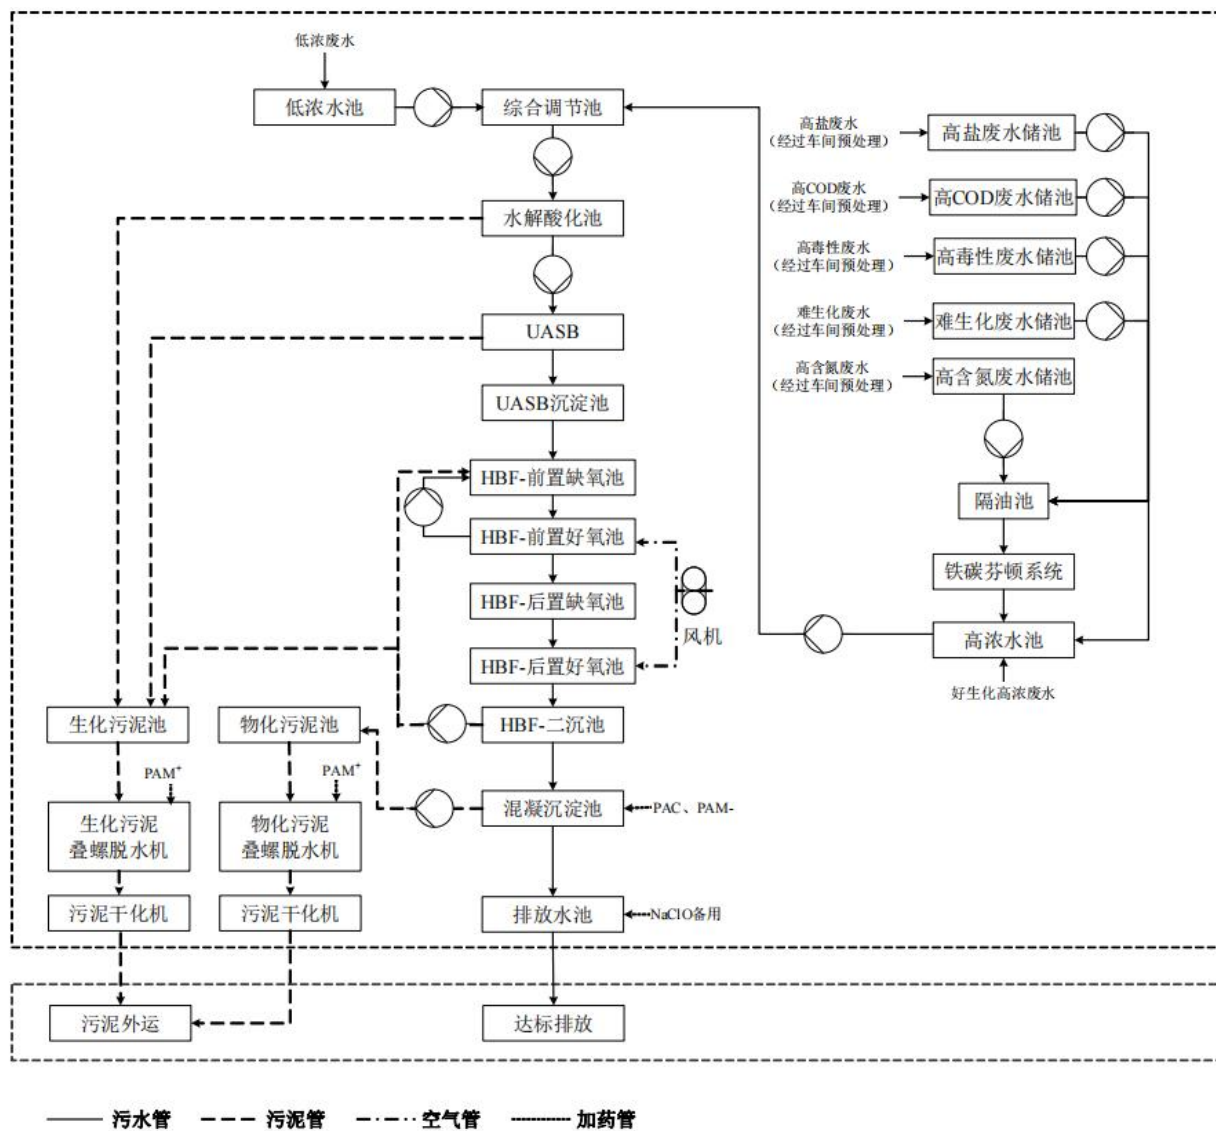 低浓废水
低浓水池
综合调节池
高盐废水
（经过车间预处理）
高盐废水储池
水解酸化池
高COD废水
（经过车间预处理）
高COD废水储池
高毒性废水
（经过车间预处理）
高毒性废水储池
UASB
难生化废水
（经过车间预处理）
难生化废水储池
UASB沉淀池
高含氮废水
（经过车间预处理）
高含氮废水储池
HBF-前置缺氧池
隔油池
HBF-前置好氧池
铁碳芬顿系统
HBF-后置缺氧池
风机
高浓水池
HBF-后置好氧池
好生化高浓废水
生化污泥池
物化污泥池
HBF-二沉池
PAM+
PAM+
混凝沉淀池
PAC、PAM-
生化污泥
叠螺脱水机
物化污泥
叠螺脱水机
污泥干化机
污泥干化机
排放水池
NaClO备用
污泥外运
达标排放
污水管
污泥管
空气管
加药管